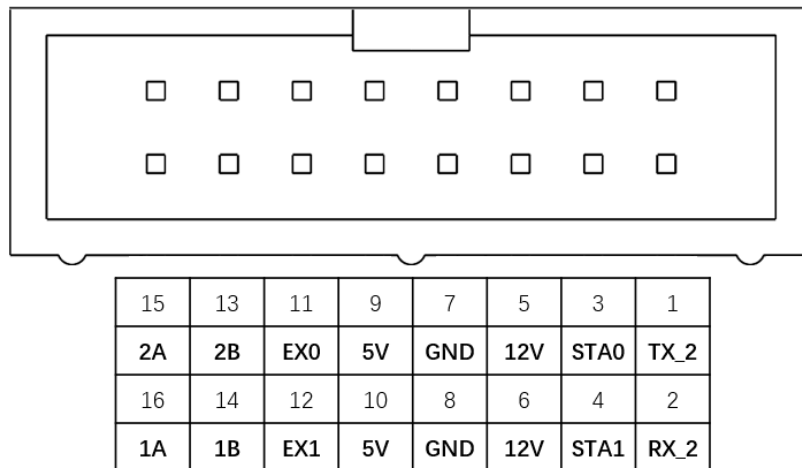 15 13 11 9 7 5 3 1
2A 2B EX0 5V GND 12V STA0 TX_2
16 14 12 10 8 6 4 2
1A 1B EX1 5V GND 12V STA1 RX_2